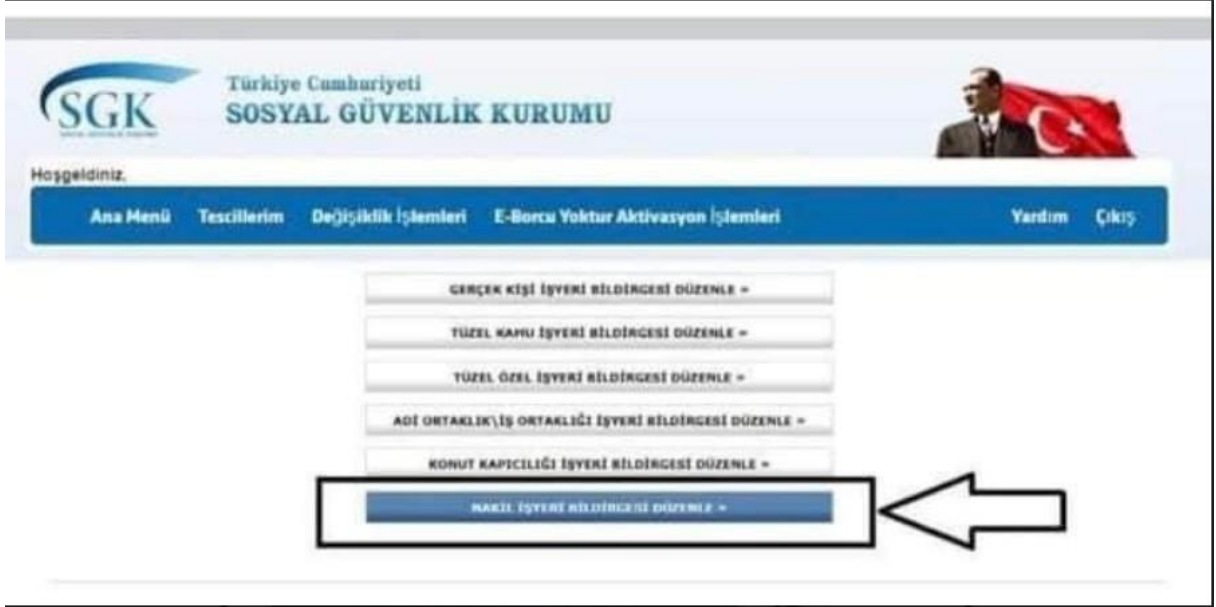 SGK
Türkiye Cumhuriyeti
SOSYAL GÜVENLİK KURUMU
Hoşgeldiniz.
Ana Menü Tescillerim Değişiklik İşlemleri E-Borcu Yoktur Aktivasyon İşlemleri Yardım Çıkış
GERÇEK KİŞİ İŞYERİ BİLDİRGESİ DÜZENLE »
TÜZEL KAMU İŞYERİ BİLDİRGESİ DÜZENLE »
TÜZEL ÖZEL İŞYERİ BİLDİRGESİ DÜZENLE »
ADİ ORTAKLIK\İŞ ORTAKLIĞI İŞYERİ BİLDİRGESİ DÜZENLE »
KONUT KAPICILIĞI İŞYERİ BİLDİRGESİ DÜZENLE »
NAKİL İŞYERİ BİLDİRGESİ DÜZENLE »